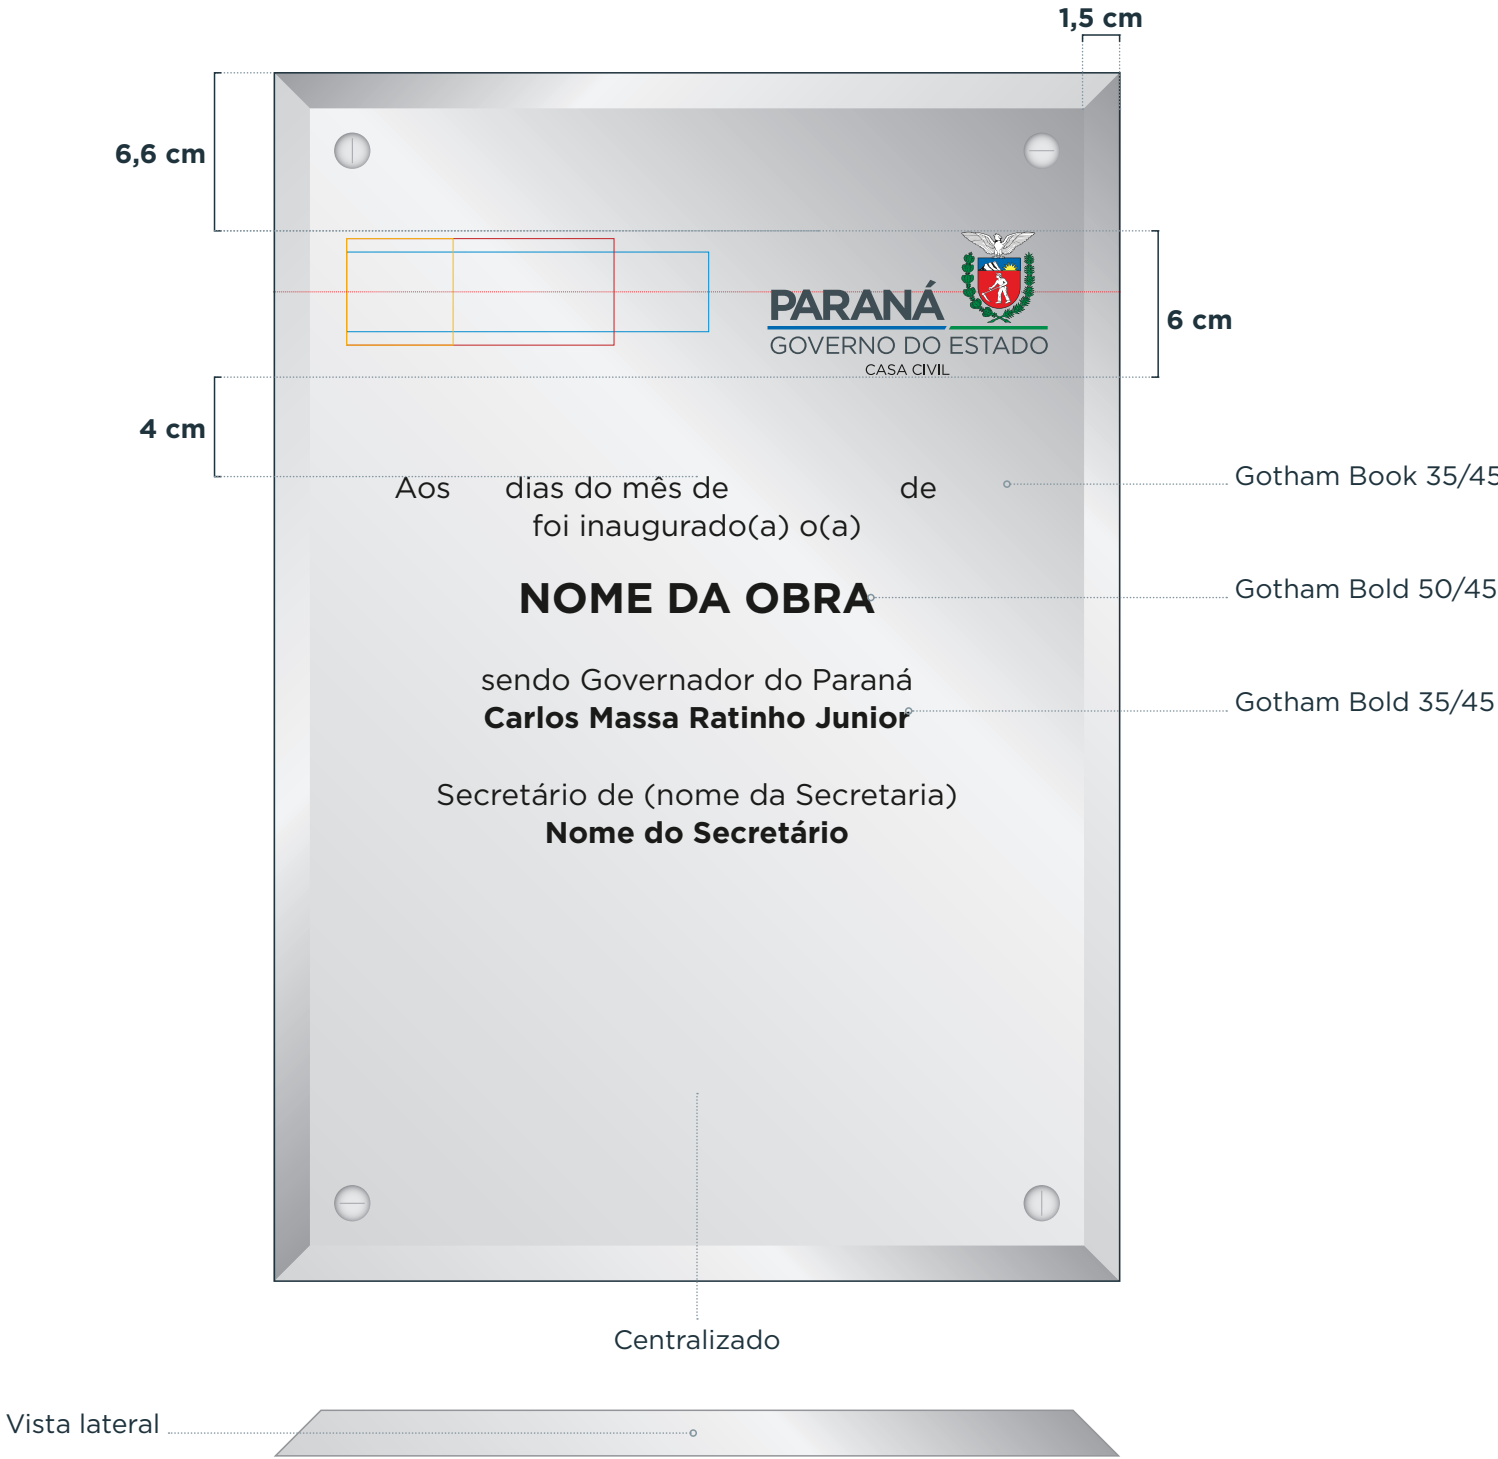 1,5 cm
6,6 cm
PARANÁ
GOVERNO DO ESTADO
CASA CIVIL
6 cm
4 cm
Aos dias do mês de de
foi inaugurado(a) o(a)
Gotham Book 35/45
NOME DA OBRA
Gotham Bold 50/45
sendo Governador do Paraná
Carlos Massa Ratinho Junior
Gotham Bold 35/45
Secretário de (nome da Secretaria)
Nome do Secretário
Centralizado
Vista lateral